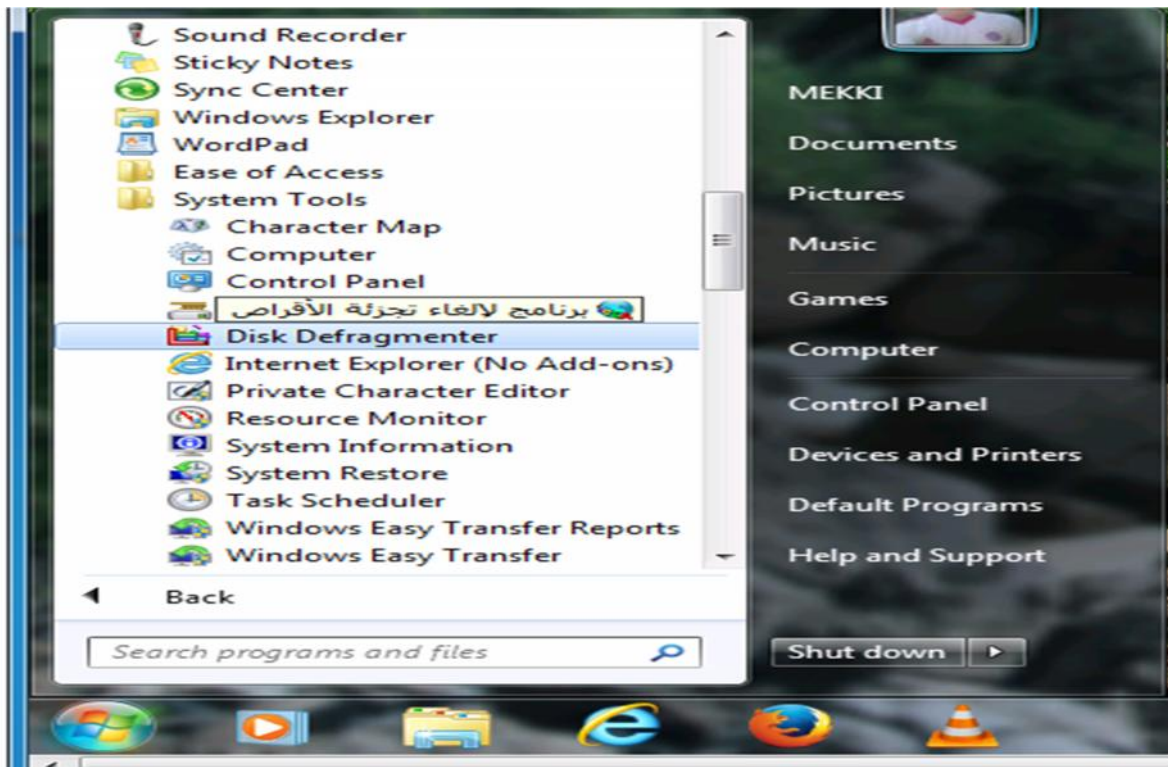 Sound Recorder
Sticky Notes
Sync Center
Windows Explorer
WordPad
Ease of Access
System Tools
Character Map
Computer
Control Panel
برنامج لإلغاء تجزئة الأقراص
Disk Defragmenter
Internet Explorer (No Add-ons)
Private Character Editor
Resource Monitor
System Information
System Restore
Task Scheduler
Windows Easy Transfer Reports
Windows Easy Transfer
Back
Search programs and files
MEKKI
Documents
Pictures
Music
Games
Computer
Control Panel
Devices and Printers
Default Programs
Help and Support
Shut down